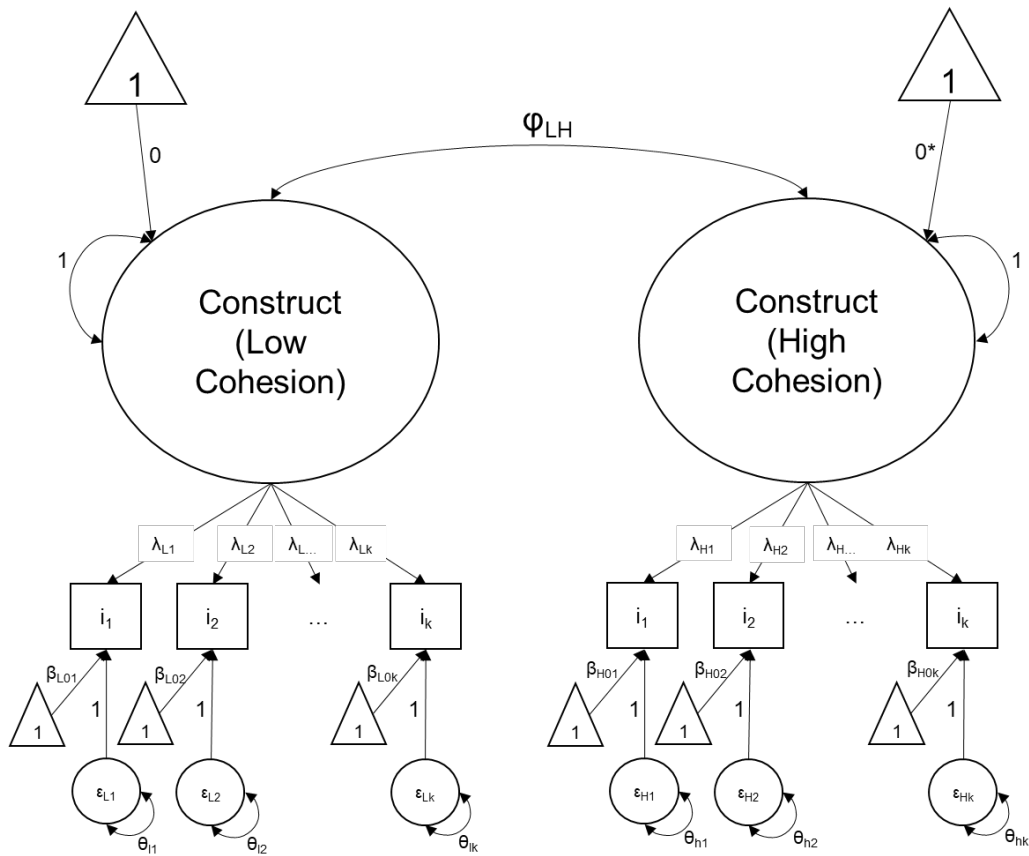 1
1
φLH
0
0*
1
1
Construct
(Low
Cohesion)
Construct
(High
Cohesion)
λL1
λL2
λL...
λLk
λH1
λH2
λH...
λHk
i1
i2
...
ik
i1
i2
...
ik
βL01
βL02
βL0k
βH01
βH02
βH0k
1
1
1
1
1
1
1
1
1
1
1
1
εL1
εL2
εLk
εH1
εH2
εHk
θl1
θl2
θlk
θh1
θh2
θhk